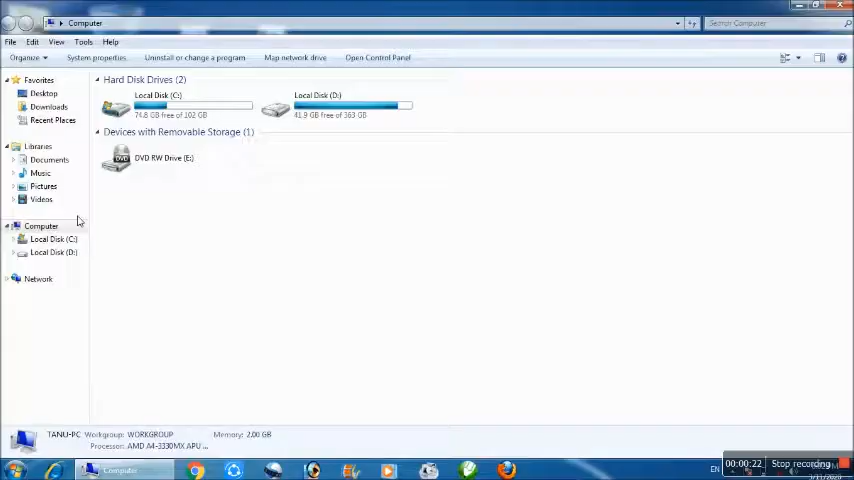 Computer
Search Computer
File Edit View Tools Help
Organize System properties Uninstall or change a program Map network drive Open Control Panel
Favorites
Desktop
Downloads
Recent Places
Libraries
Documents
Music
Pictures
Videos
Computer
Local Disk (C:)
Local Disk (D:)
Network
Hard Disk Drives (2)
Local Disk (C:)
74.8 GB free of 102 GB
Local Disk (D:)
41.9 GB free of 363 GB
Devices with Removable Storage (1)
DVD
DVD RW Drive (E:)
TANU-PC Workgroup: WORKGROUP Memory: 2.00 GB
Processor: AMD A4-3330MX APU ...
Computer
EN
00:00:22 Stop recording